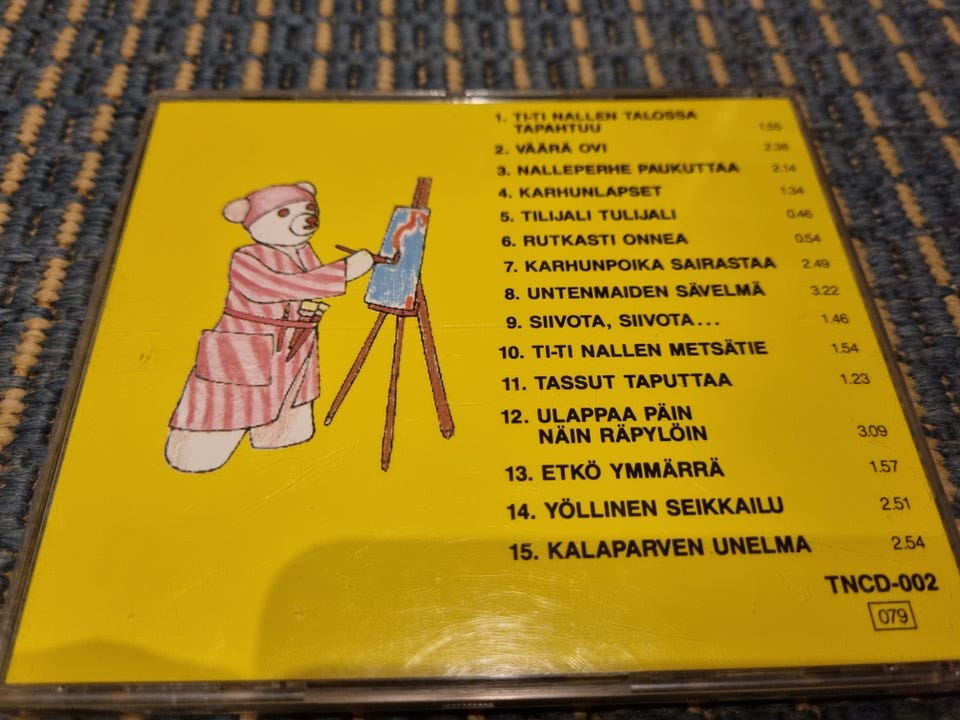 1. TI-TI NALLEN TALOSSA
TAPAHTUU 1.55
2. VÄÄRÄ OVI 2.36
3. NALLEPERHE PAUKUTTAA 2.14
4. KARHUNLAPSET 1.34
5. TILIJALI TULIJALI 0.46
6. RUTKASTI ONNEA 0.54
7. KARHUNPOIKA SAIRASTAA 2.49
8. UNTENMAIDEN SÄVELMÄ 3.22
9. SIIVOTA, SIIVOTA... 1.46
10. TI-TI NALLEN METSÄTIE 1.54
11. TASSUT TAPUTTAA 1.23
12. ULAPPAA PÄIN
NÄIN RÄPYLÖIN 3.09
13. ETKÖ YMMÄRRÄ 1.57
14. YÖLLINEN SEIKKAILU 2.51
15. KALAPARVEN UNELMA 2.54
TNCD-002
079